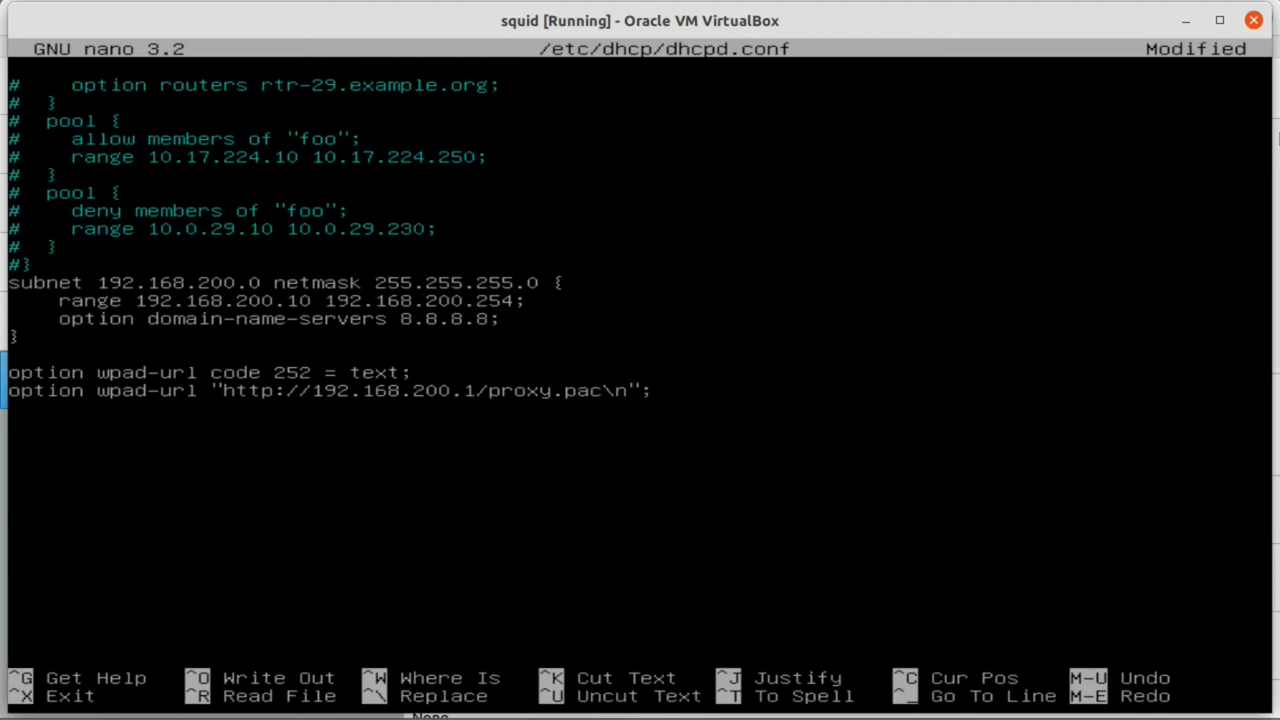 squid [Running] - Oracle VM VirtualBox
GNU nano 3.2 /etc/dhcp/dhcpd.conf Modified
#    option routers rtr-29.example.org;
#  }
#  pool {
#    allow members of "foo";
#    range 10.17.224.10 10.17.224.250;
#  }
#  pool {
#    deny members of "foo";
#    range 10.0.29.10 10.0.29.230;
#  }
#}
subnet 192.168.200.0 netmask 255.255.255.0 {
    range 192.168.200.10 192.168.200.254;
    option domain-name-servers 8.8.8.8;
}
option wpad-url code 252 = text;
option wpad-url "http://192.168.200.1/proxy.pac\n";
^G Get Help ^O Write Out ^W Where Is ^K Cut Text ^J Justify ^C Cur Pos M-U Undo
^X Exit ^R Read File ^\ Replace ^U Uncut Text ^T To Spell ^_ Go To Line M-E Redo
None